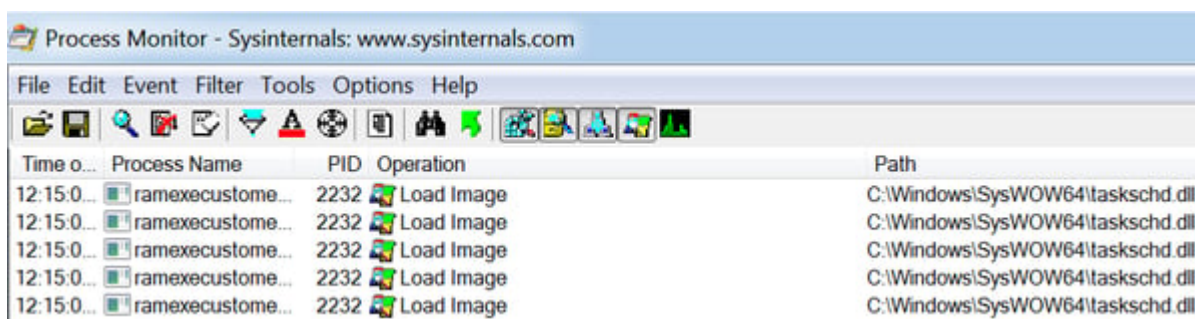 Process Monitor - Sysinternals: www.sysinternals.com
File Edit Event Filter Tools Options Help
Time o... Process Name PID Operation Path
12:15:0... ramexecustome... 2232 Load Image C:\Windows\SysWOW64\taskschd.dll
12:15:0... ramexecustome... 2232 Load Image C:\Windows\SysWOW64\taskschd.dll
12:15:0... ramexecustome... 2232 Load Image C:\Windows\SysWOW64\taskschd.dll
12:15:0... ramexecustome... 2232 Load Image C:\Windows\SysWOW64\taskschd.dll
12:15:0... ramexecustome... 2232 Load Image C:\Windows\SysWOW64\taskschd.dll